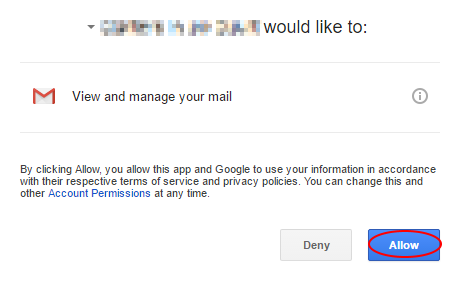 would like to:
View and manage your mail
By clicking Allow, you allow this app and Google to use your information in accordance
with their respective terms of service and privacy policies. You can change this and
other Account Permissions at any time.
Deny
Allow